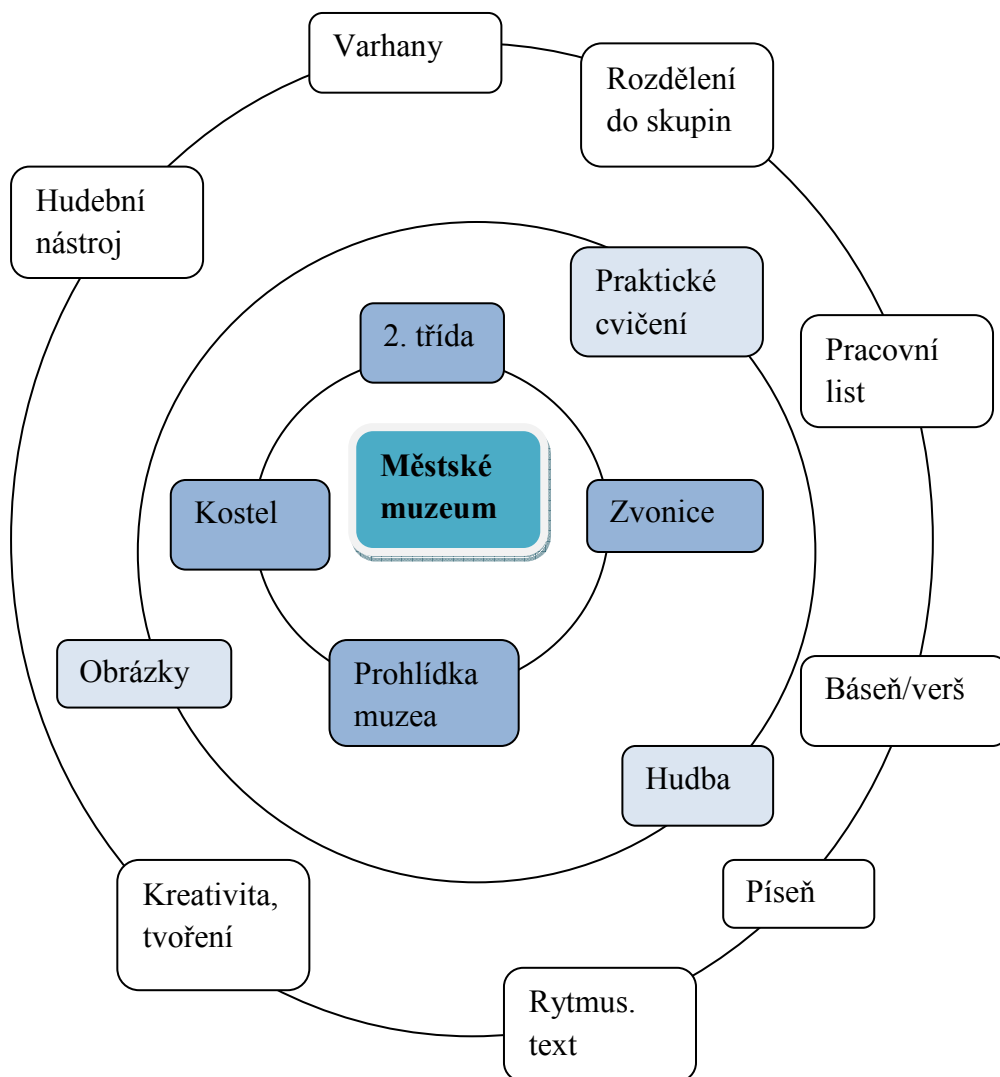 Varhany
Rozdělení
do skupin
Hudební
nástroj
Praktické
cvičení
2. třída
Pracovní
list
Městské
muzeum
Kostel
Zvonice
Obrázky
Prohlídka
muzea
Báseň/verš
Hudba
Kreativita,
tvoření
Píseň
Rytmus.
text